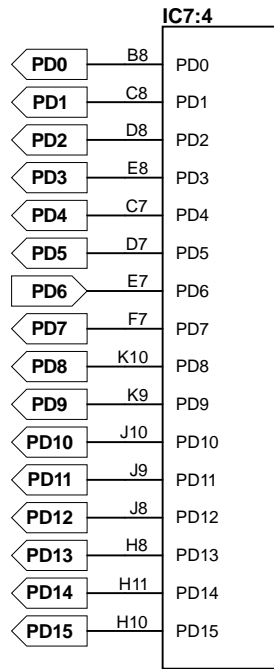 IC7:4
PD0 B8 PD0
PD1 C8 PD1
PD2 D8 PD2
PD3 E8 PD3
PD4 C7 PD4
PD5 D7 PD5
PD6 E7 PD6
PD7 F7 PD7
PD8 K10 PD8
PD9 K9 PD9
PD10 J10 PD10
PD11 J9 PD11
PD12 J8 PD12
PD13 H8 PD13
PD14 H11 PD14
PD15 H10 PD15